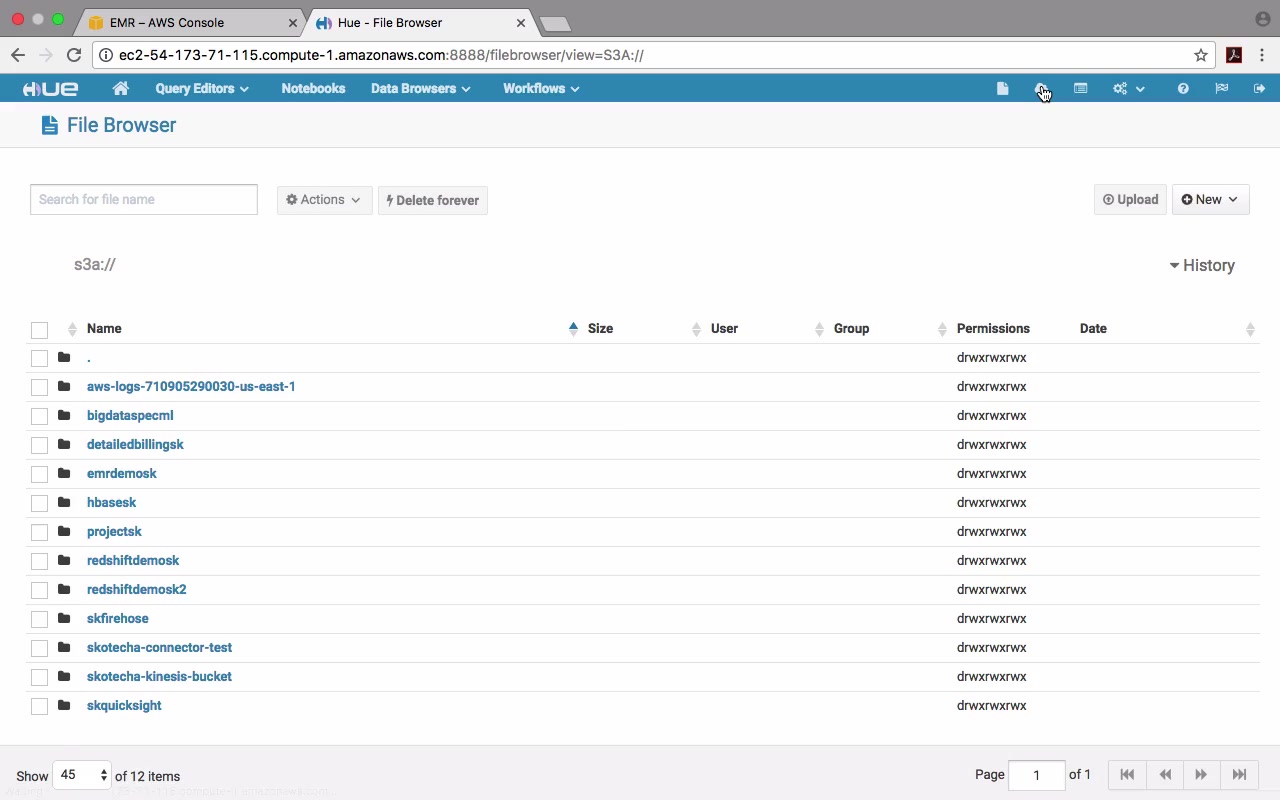 EMR – AWS Console
Hue - File Browser
ec2-54-173-71-115.compute-1.amazonaws.com:8888/filebrowser/view=S3A://
HUE Query Editors Notebooks Data Browsers Workflows
File Browser
Search for file name Actions Delete forever Upload New
s3a:// History
Name Size User Group Permissions Date
. drwxrwxrwx
aws-logs-710905290030-us-east-1 drwxrwxrwx
bigdataspecml drwxrwxrwx
detailedbillingsk drwxrwxrwx
emrdemosk drwxrwxrwx
hbasesk drwxrwxrwx
projectsk drwxrwxrwx
redshiftdemosk drwxrwxrwx
redshiftdemosk2 drwxrwxrwx
skfirehose drwxrwxrwx
skotecha-connector-test drwxrwxrwx
skotecha-kinesis-bucket drwxrwxrwx
skquicksight drwxrwxrwx
Show 45 of 12 items Page 1 of 1